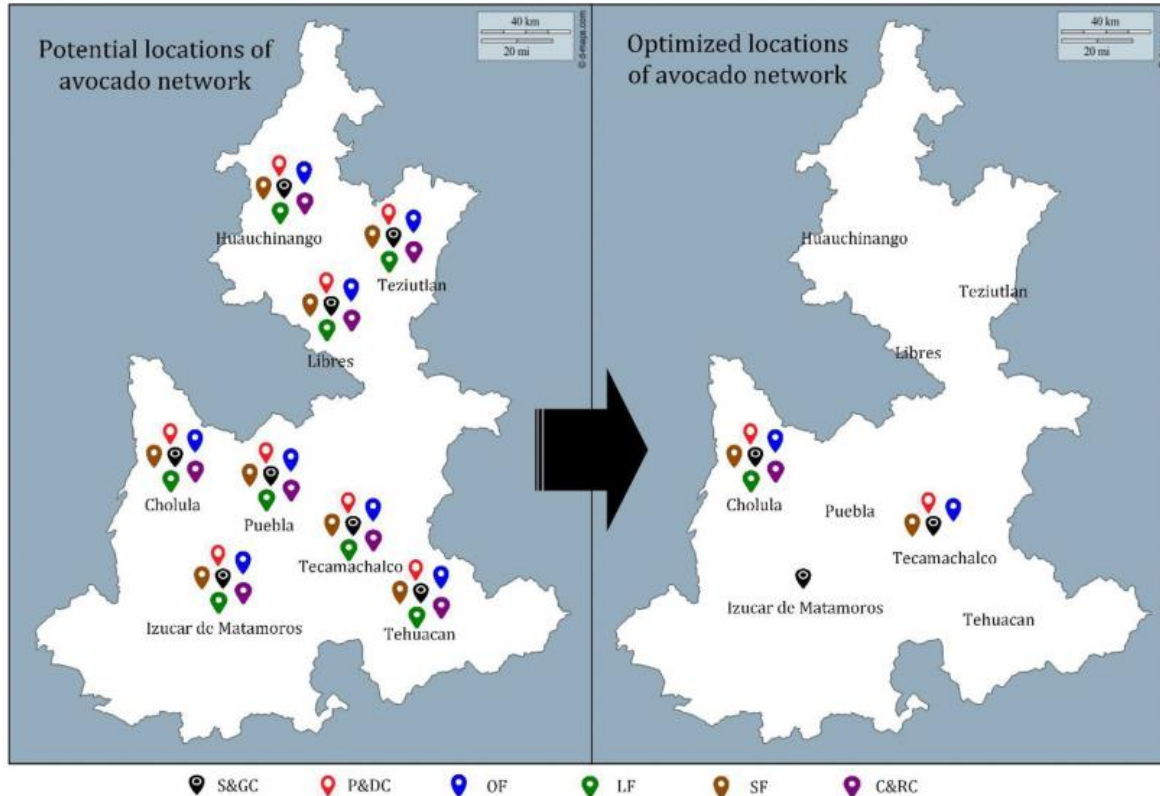 Potential locations of
avocado network
40 km
20 mi
© d-maps.com
Huauchinango
Teziutlan
Libres
Cholula
Puebla
Tecamachalco
Izucar de Matamoros
Tehuacan
Optimized locations
of avocado network
40 km
20 mi
Huauchinango
Teziutlan
Libres
Cholula
Puebla
Tecamachalco
Izucar de Matamoros
Tehuacan
S&GC P&DC OF LF SF C&RC